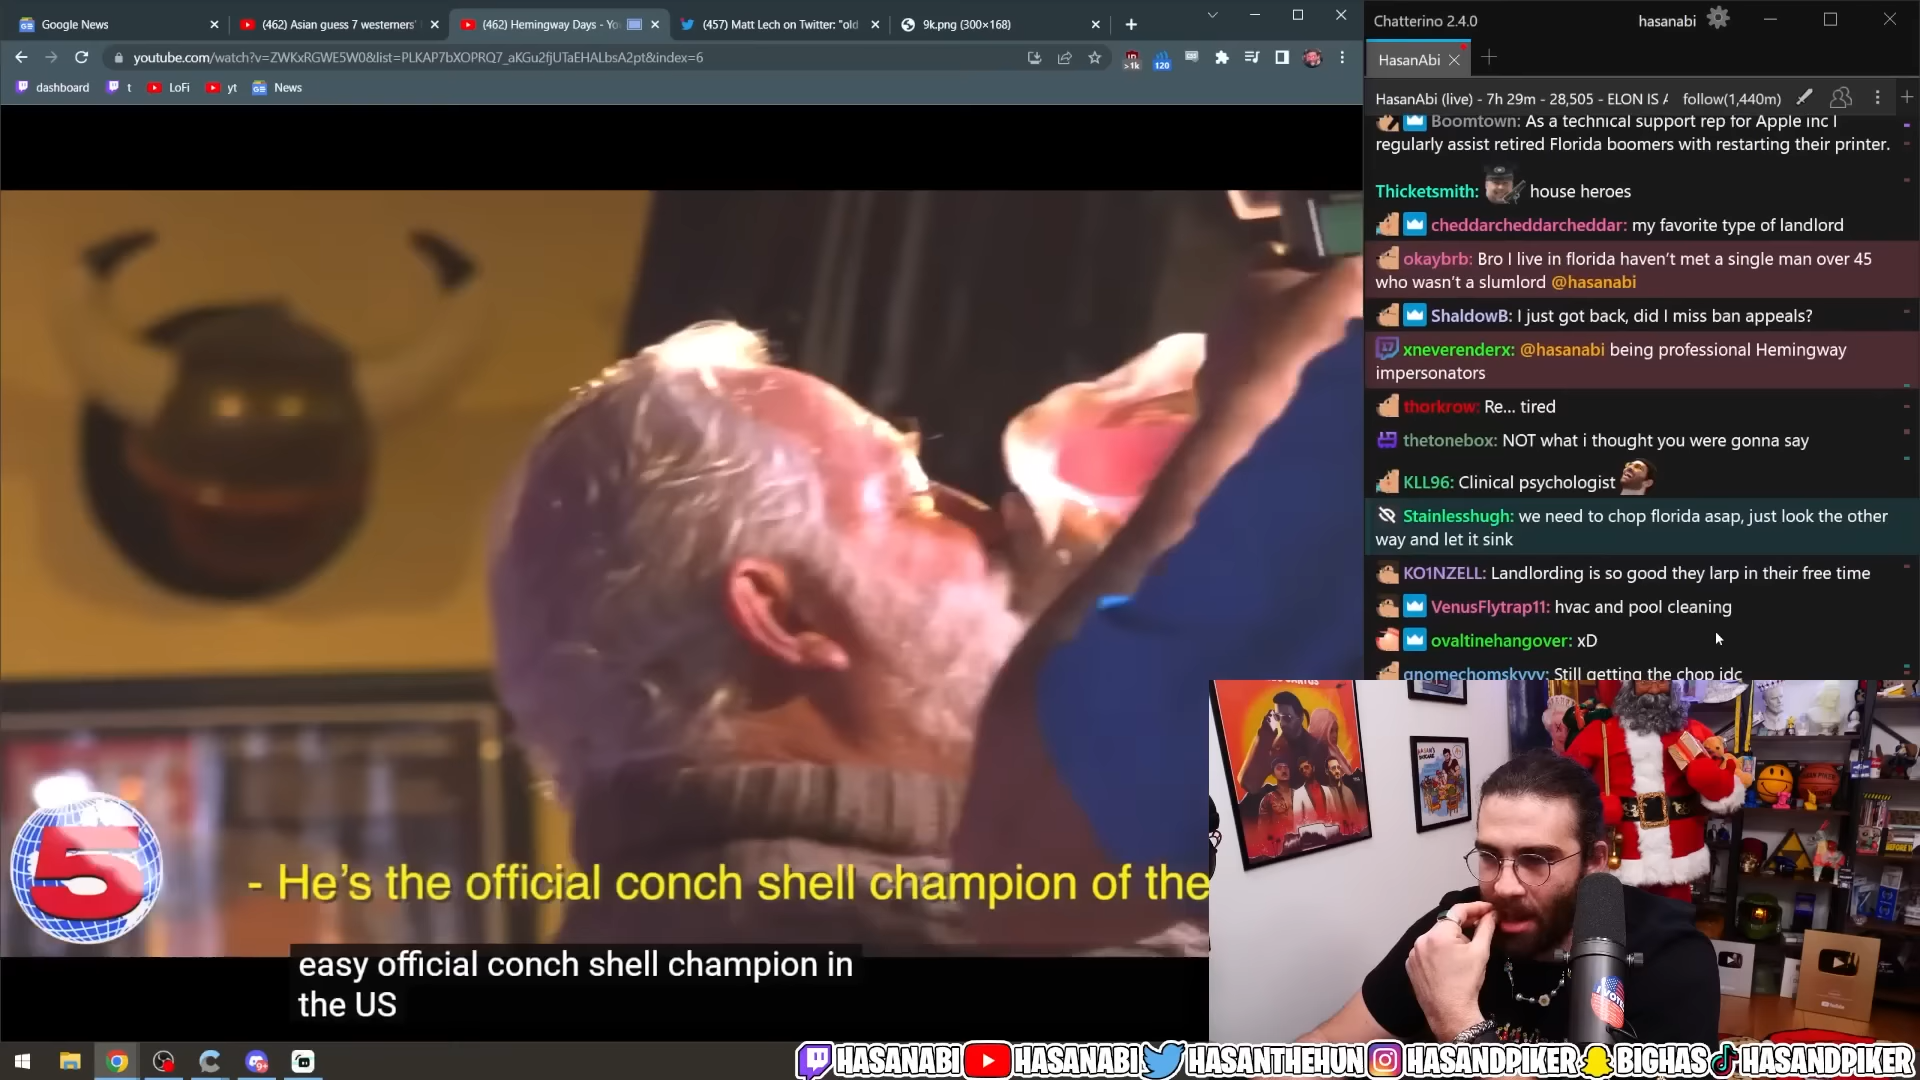 Google News
(462) Asian guess 7 westerners'
(462) Hemingway Days - Yo
(457) Matt Lech on Twitter: "old
9k.png (300×168)
youtube.com/watch?v=ZWKxRGWE5W0&list=PLKAP7bXOPRQ7_aKGu2fjUTaEHALbsA2pt&index=6
>1k
120
dashboard
t
LoFi
yt
News
5
- He's the official conch shell champion of the
easy official conch shell champion in
the US
Chatterino 2.4.0
hasanabi
HasanAbi
HasanAbi (live) - 7h 29m - 28,505 - ELON IS
follow(1,440m)
Boomtown: As a technical support rep for Apple inc I
regularly assist retired Florida boomers with restarting their printer.
Thicketsmith: house heroes
cheddarcheddarcheddar: my favorite type of landlord
okaybrb: Bro I live in florida haven't met a single man over 45
who wasn't a slumlord @hasanabi
ShaldowB: I just got back, did I miss ban appeals?
xneverenderx: @hasanabi being professional Hemingway
impersonators
thorkrow: Re... tired
thetonebox: NOT what i thought you were gonna say
KLL96: Clinical psychologist
Stainlesshugh: we need to chop florida asap, just look the other
way and let it sink
KO1NZELL: Landlording is so good they larp in their free time
VenusFlytrap11: hvac and pool cleaning
ovaltinehangover: xD
gnomechomskyvv: Still getting the chop idc
HASANABI HASANABI HASANTHEHUN HASANDPIKER BIGHAS HASANDPIKER